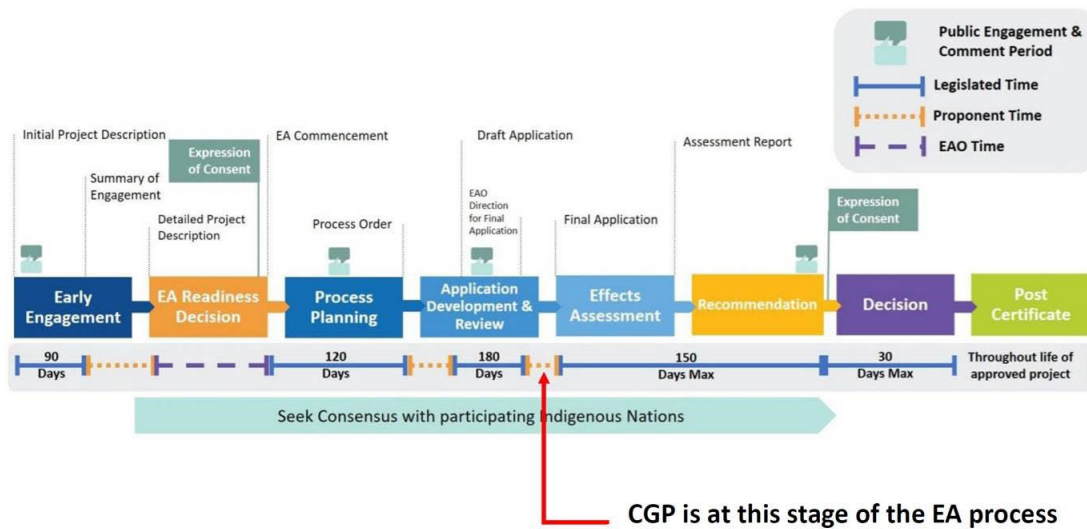 Public Engagement &
Comment Period
Legislated Time
Proponent Time
EAO Time
Initial Project Description
EA Commencement
Draft Application
Assessment Report
Expression
of Consent
Summary of
Engagement
EAO
Direction
for Final
Application
Expression
of Consent
Detailed Project
Description
Process Order
Final Application
Early
Engagement
EA Readiness
Decision
Process
Planning
Application
Development &
Review
Effects
Assessment
Recommendation
Decision
Post
Certificate
90
Days
120
Days
180
Days
150
Days Max
30
Days Max
Throughout life of
approved project
Seek Consensus with participating Indigenous Nations
CGP is at this stage of the EA process